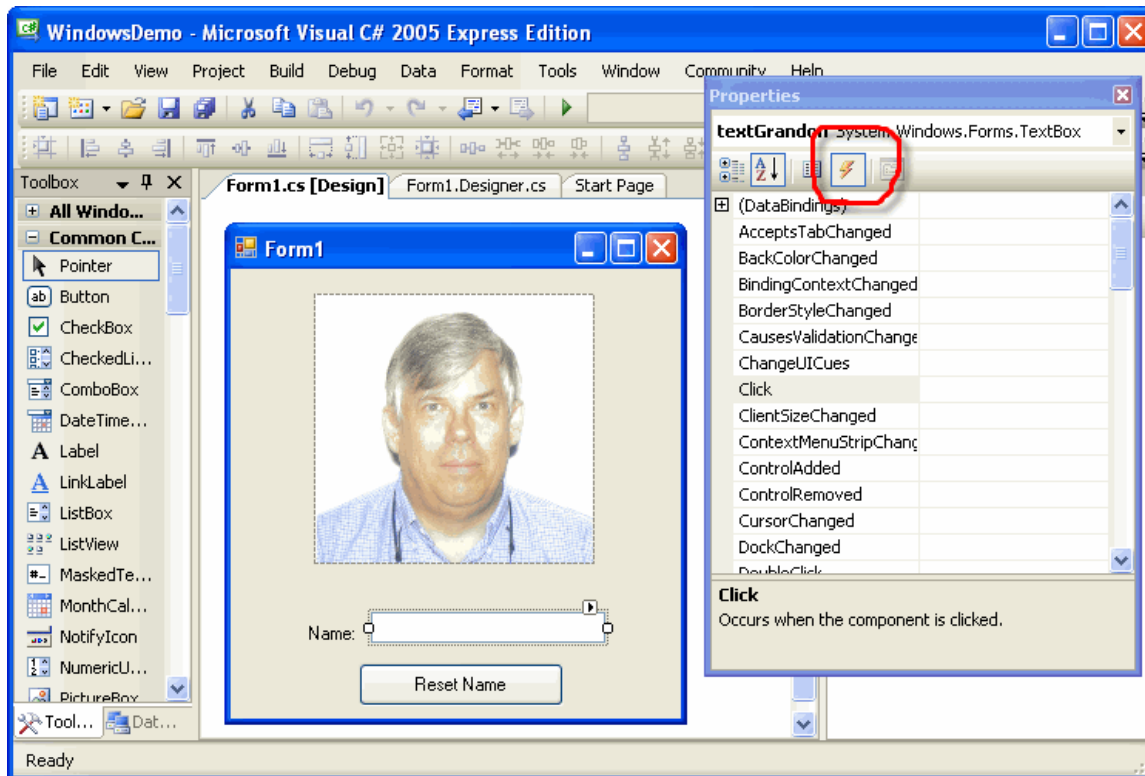 WindowsDemo - Microsoft Visual C# 2005 Express Edition
File Edit View Project Build Debug Data Format Tools Window Community Help
Toolbox
All Windo...
Common C...
Pointer
Button
CheckBox
CheckedLi...
ComboBox
DateTime...
Label
LinkLabel
ListBox
ListView
MaskedTe...
MonthCal...
NotifyIcon
NumericU...
PictureBox
Tool... Dat...
Form1.cs [Design] Form1.Designer.cs Start Page
Form1
Name:
Reset Name
Properties
textGrandon System.Windows.Forms.TextBox
(DataBindings)
AcceptsTabChanged
BackColorChanged
BindingContextChanged
BorderStyleChanged
CausesValidationChange
ChangeUICues
Click
ClientSizeChanged
ContextMenuStripChang
ControlAdded
ControlRemoved
CursorChanged
DockChanged
DoubleClick
Click
Occurs when the component is clicked.
Ready